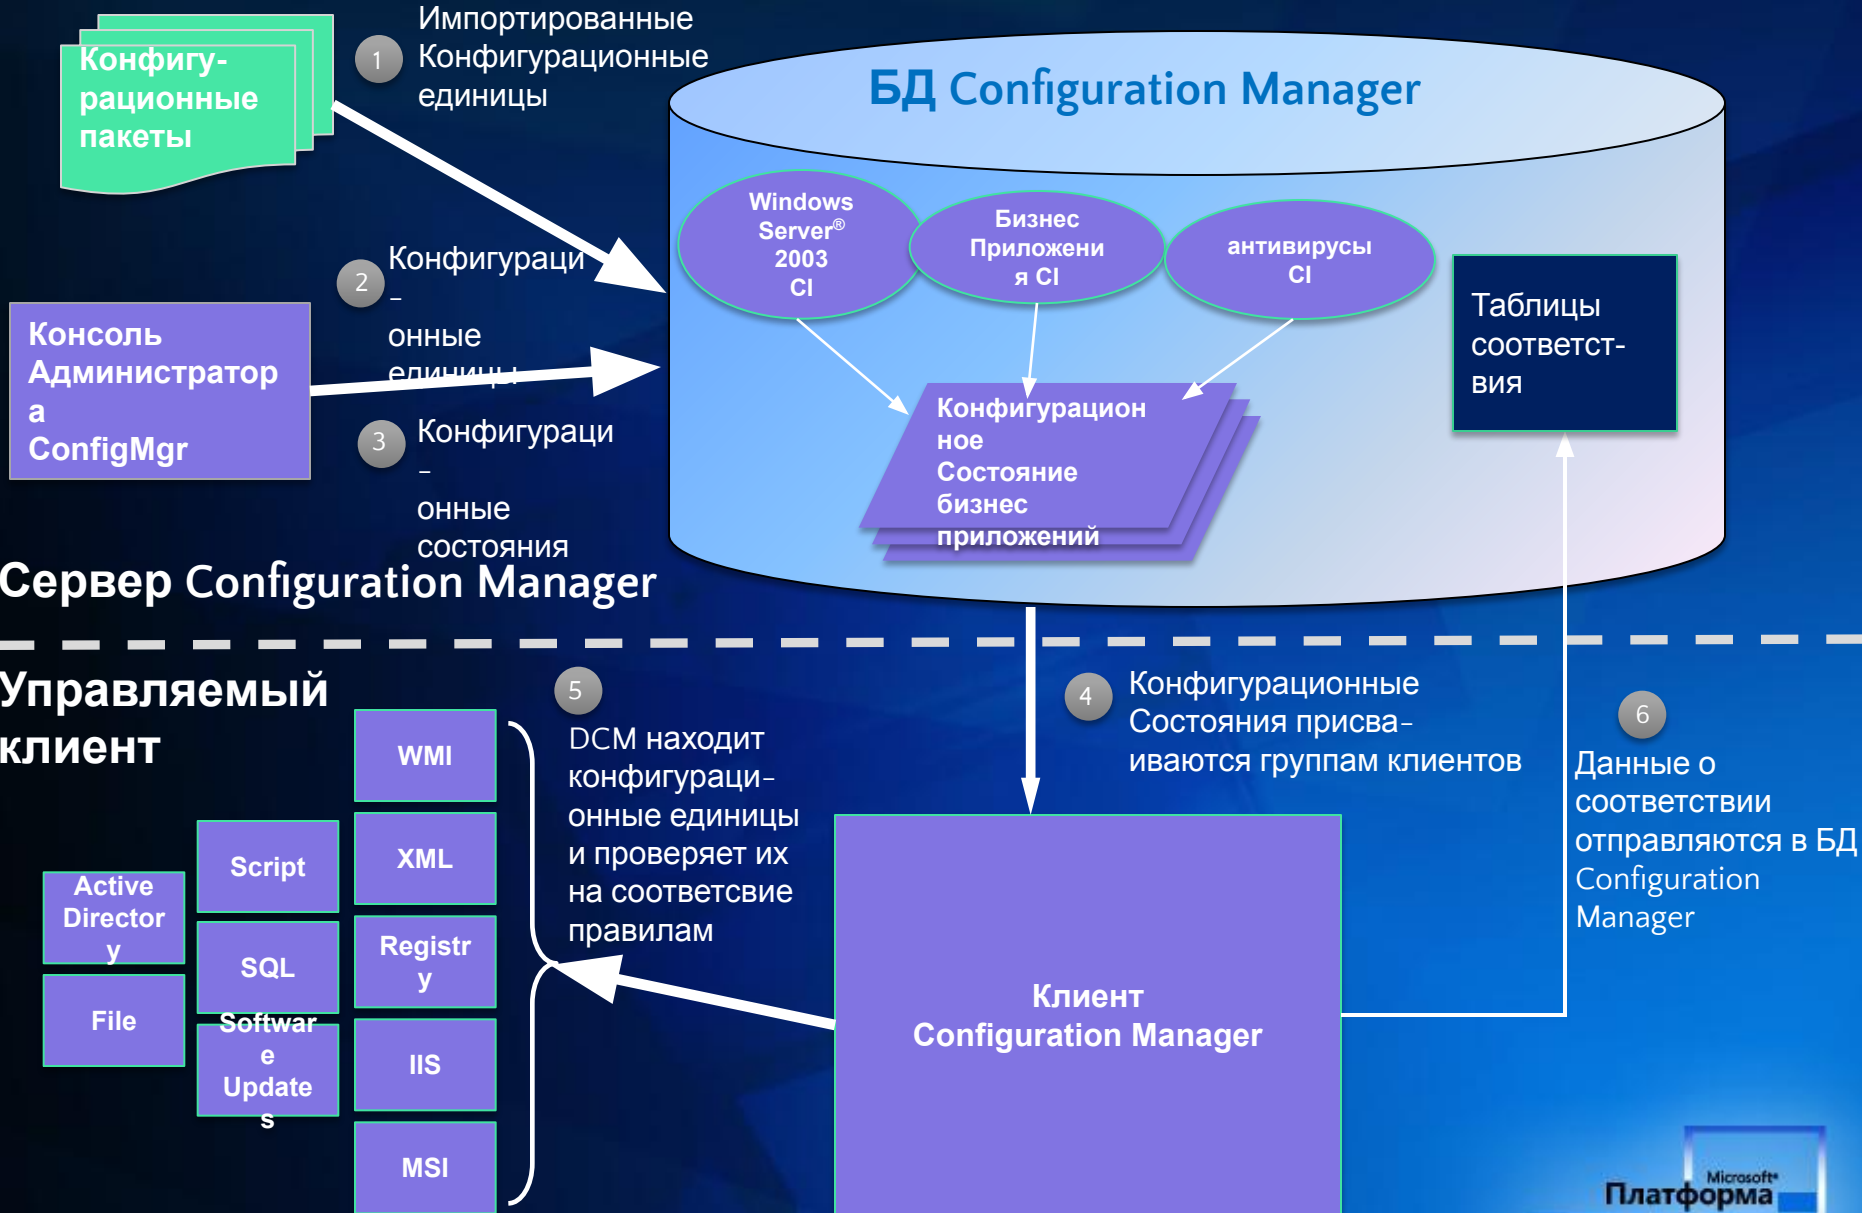 Конфигу-
рационные
пакеты
1
Импортированные
Конфигурационные
единицы
БД Configuration Manager
Windows
Server®
2003
CI
Бизнес
Приложени
я CI
антивирусы
CI
Таблицы
соответст-
вия
2
Конфигураци
-
онные
единицы
Консоль
Администратор
а
ConfigMgr
3
Конфигураци
-
онные
состояния
Конфигурацион
ное
Состояние
бизнес
приложений
Сервер Configuration Manager
Управляемый
клиент
5
DCM находит
конфигураци-
онные единицы
и проверяет их
на соответсвие
правилам
4
Конфигурационные
Состояния присва-
иваются группам клиентов
6
Данные о
соответствии
отправляются в БД
Configuration
Manager
WMI
XML
Registr
y
IIS
MSI
Script
SQL
Softwar
e
Update
s
Active
Director
y
File
Клиент
Configuration Manager
Microsoft®
Платформа